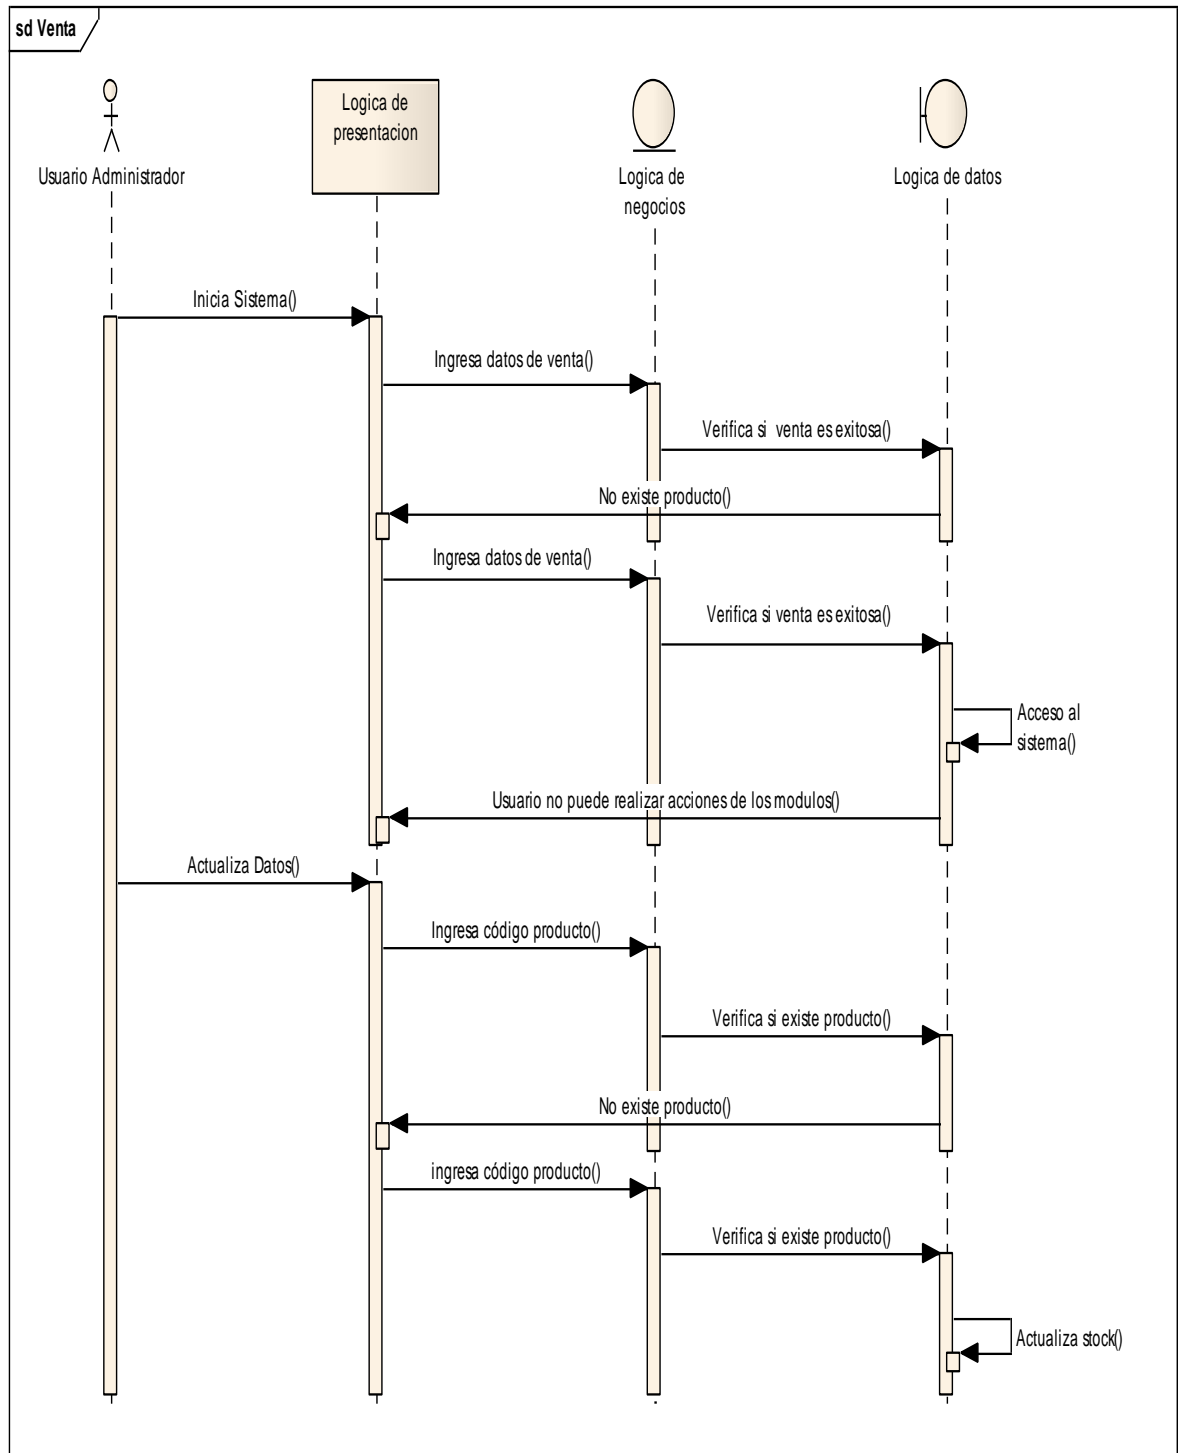 sd Venta
Usuario Administrador
Logica de
presentacion
Logica de
negocios
Logica de datos
Inicia Sistema()
Ingresa datos de venta()
Verifica si venta es exitosa()
No existe producto()
Ingresa datos de venta()
Verifica si venta es exitosa()
Acceso al
sistema()
Usuario no puede realizar acciones de los modulos()
Actualiza Datos()
Ingresa código producto()
Verifica si existe producto()
No existe producto()
ingresa código producto()
Verifica si existe producto()
Actualiza stock()